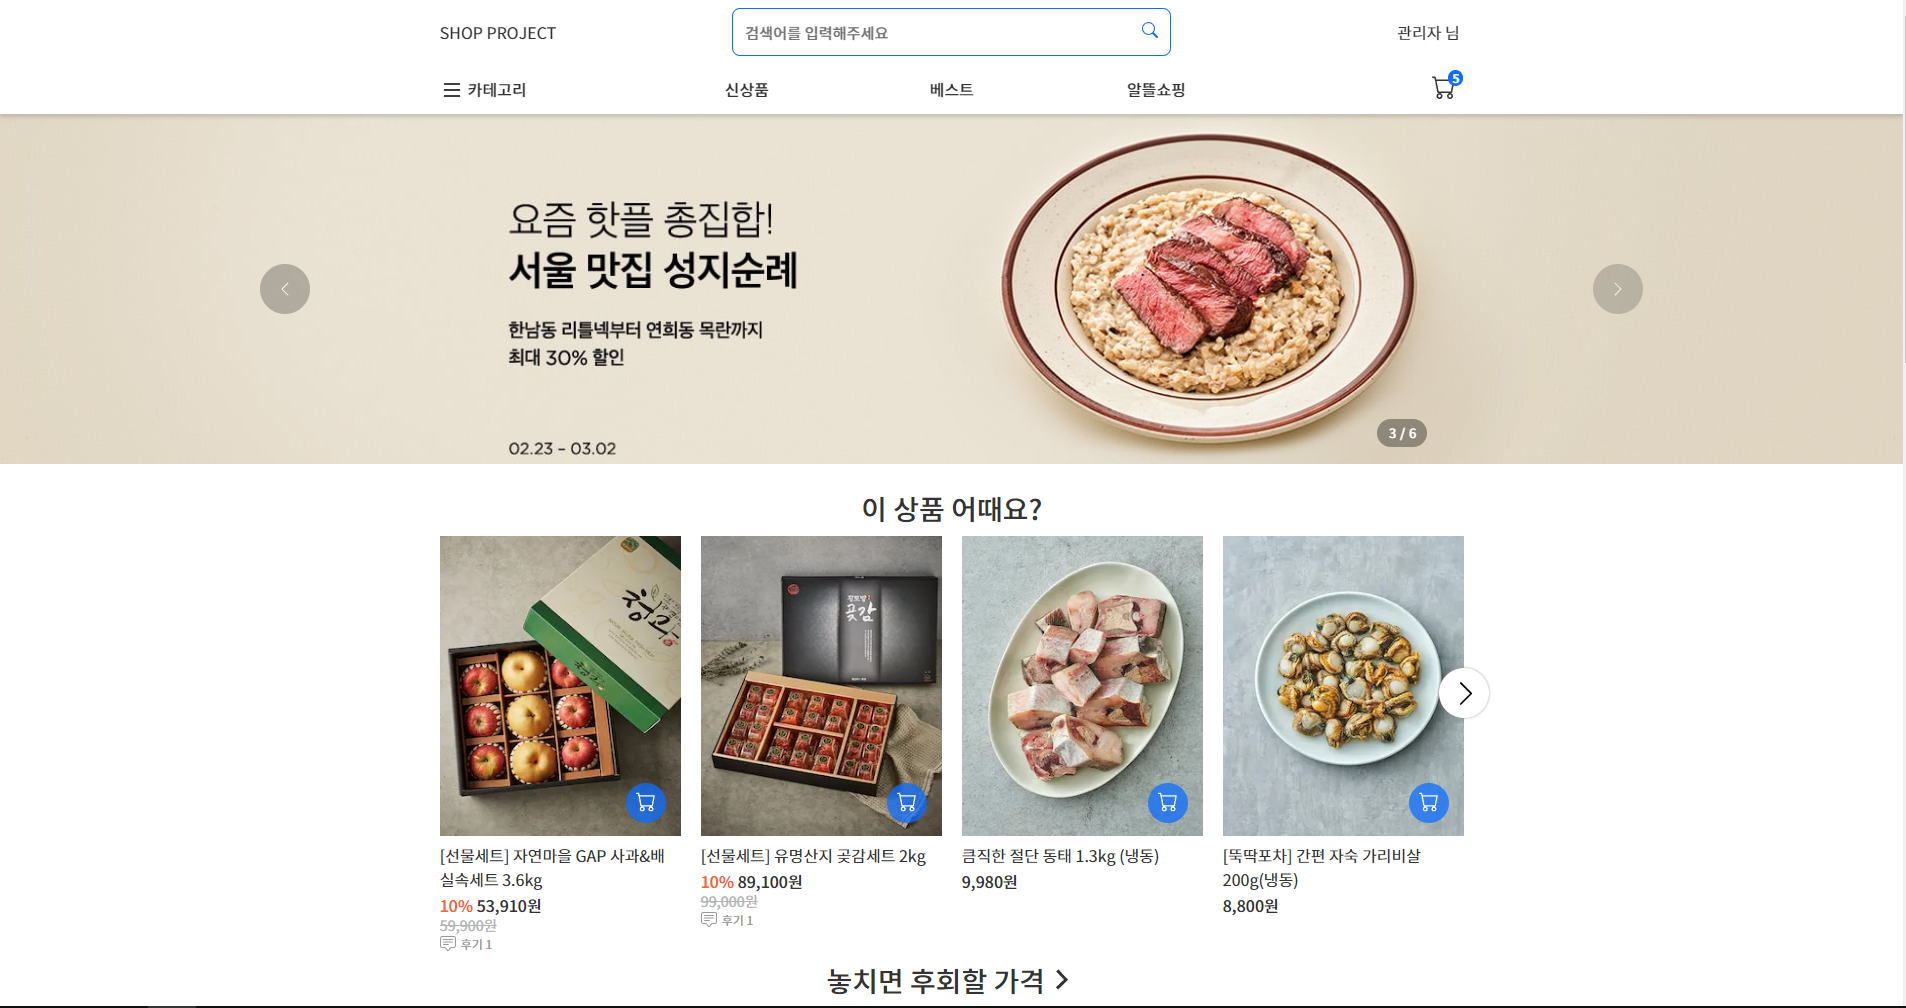 SHOP PROJECT
검색어를 입력해주세요
관리자 님
카테고리
신상품
베스트
알뜰쇼핑
5
요즘 핫플 총집합!
서울 맛집 성지순례
한남동 리틀넥부터 연희동 목란까지
최대 30% 할인
02.23 - 03.02
3 / 6
이 상품 어때요?
청과
곶감
[선물세트] 자연마을 GAP 사과&배
실속세트 3.6kg
10% 53,910원
59,900원
후기 1
[선물세트] 유명산지 곶감세트 2kg
10% 89,100원
99,000원
후기 1
큼직한 절단 동태 1.3kg (냉동)
9,980원
[뚝딱포차] 간편 자숙 가리비살
200g(냉동)
8,800원
놓치면 후회할 가격